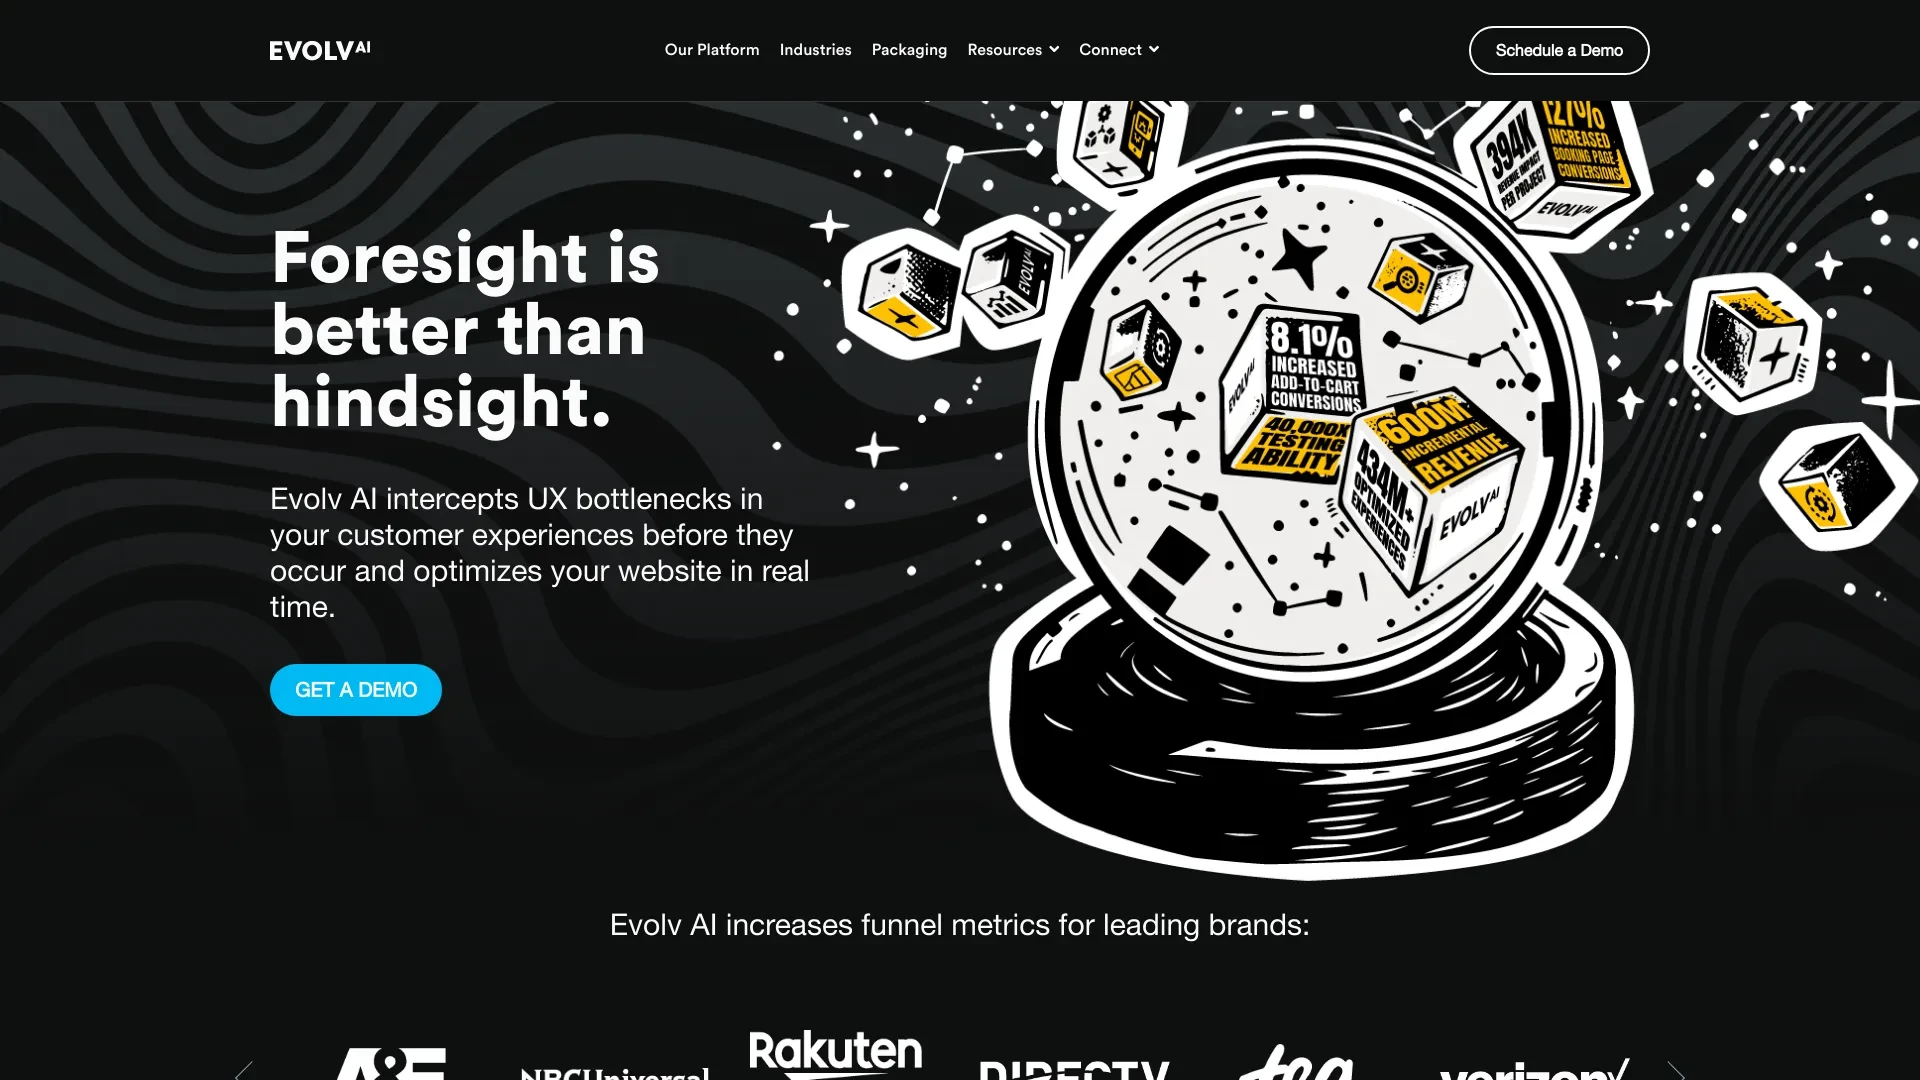 EVOLV AI
Our Platform
Industries
Packaging
Resources
Connect
Schedule a Demo
Foresight is
better than
hindsight.
Evolv AI intercepts UX bottlenecks in
your customer experiences before they
occur and optimizes your website in real
time.
GET A DEMO
394K
REVENUE IMPACT
PER PROJECT
127%
INCREASED
BOOKING PAGE
CONVERSIONS
EVOLV AI
EVOLV AI
EVOLV AI
8.1%
INCREASED
ADD-TO-CART
CONVERSIONS
40,000X
TESTING
ABILITY
600M
INCREMENTAL
REVENUE
434M+
OPTIMIZED
EXPERIENCES
EVOLV AI
Evolv AI increases funnel metrics for leading brands:
A&E
NBCUniversal
Rakuten
DIRECTV
verizon